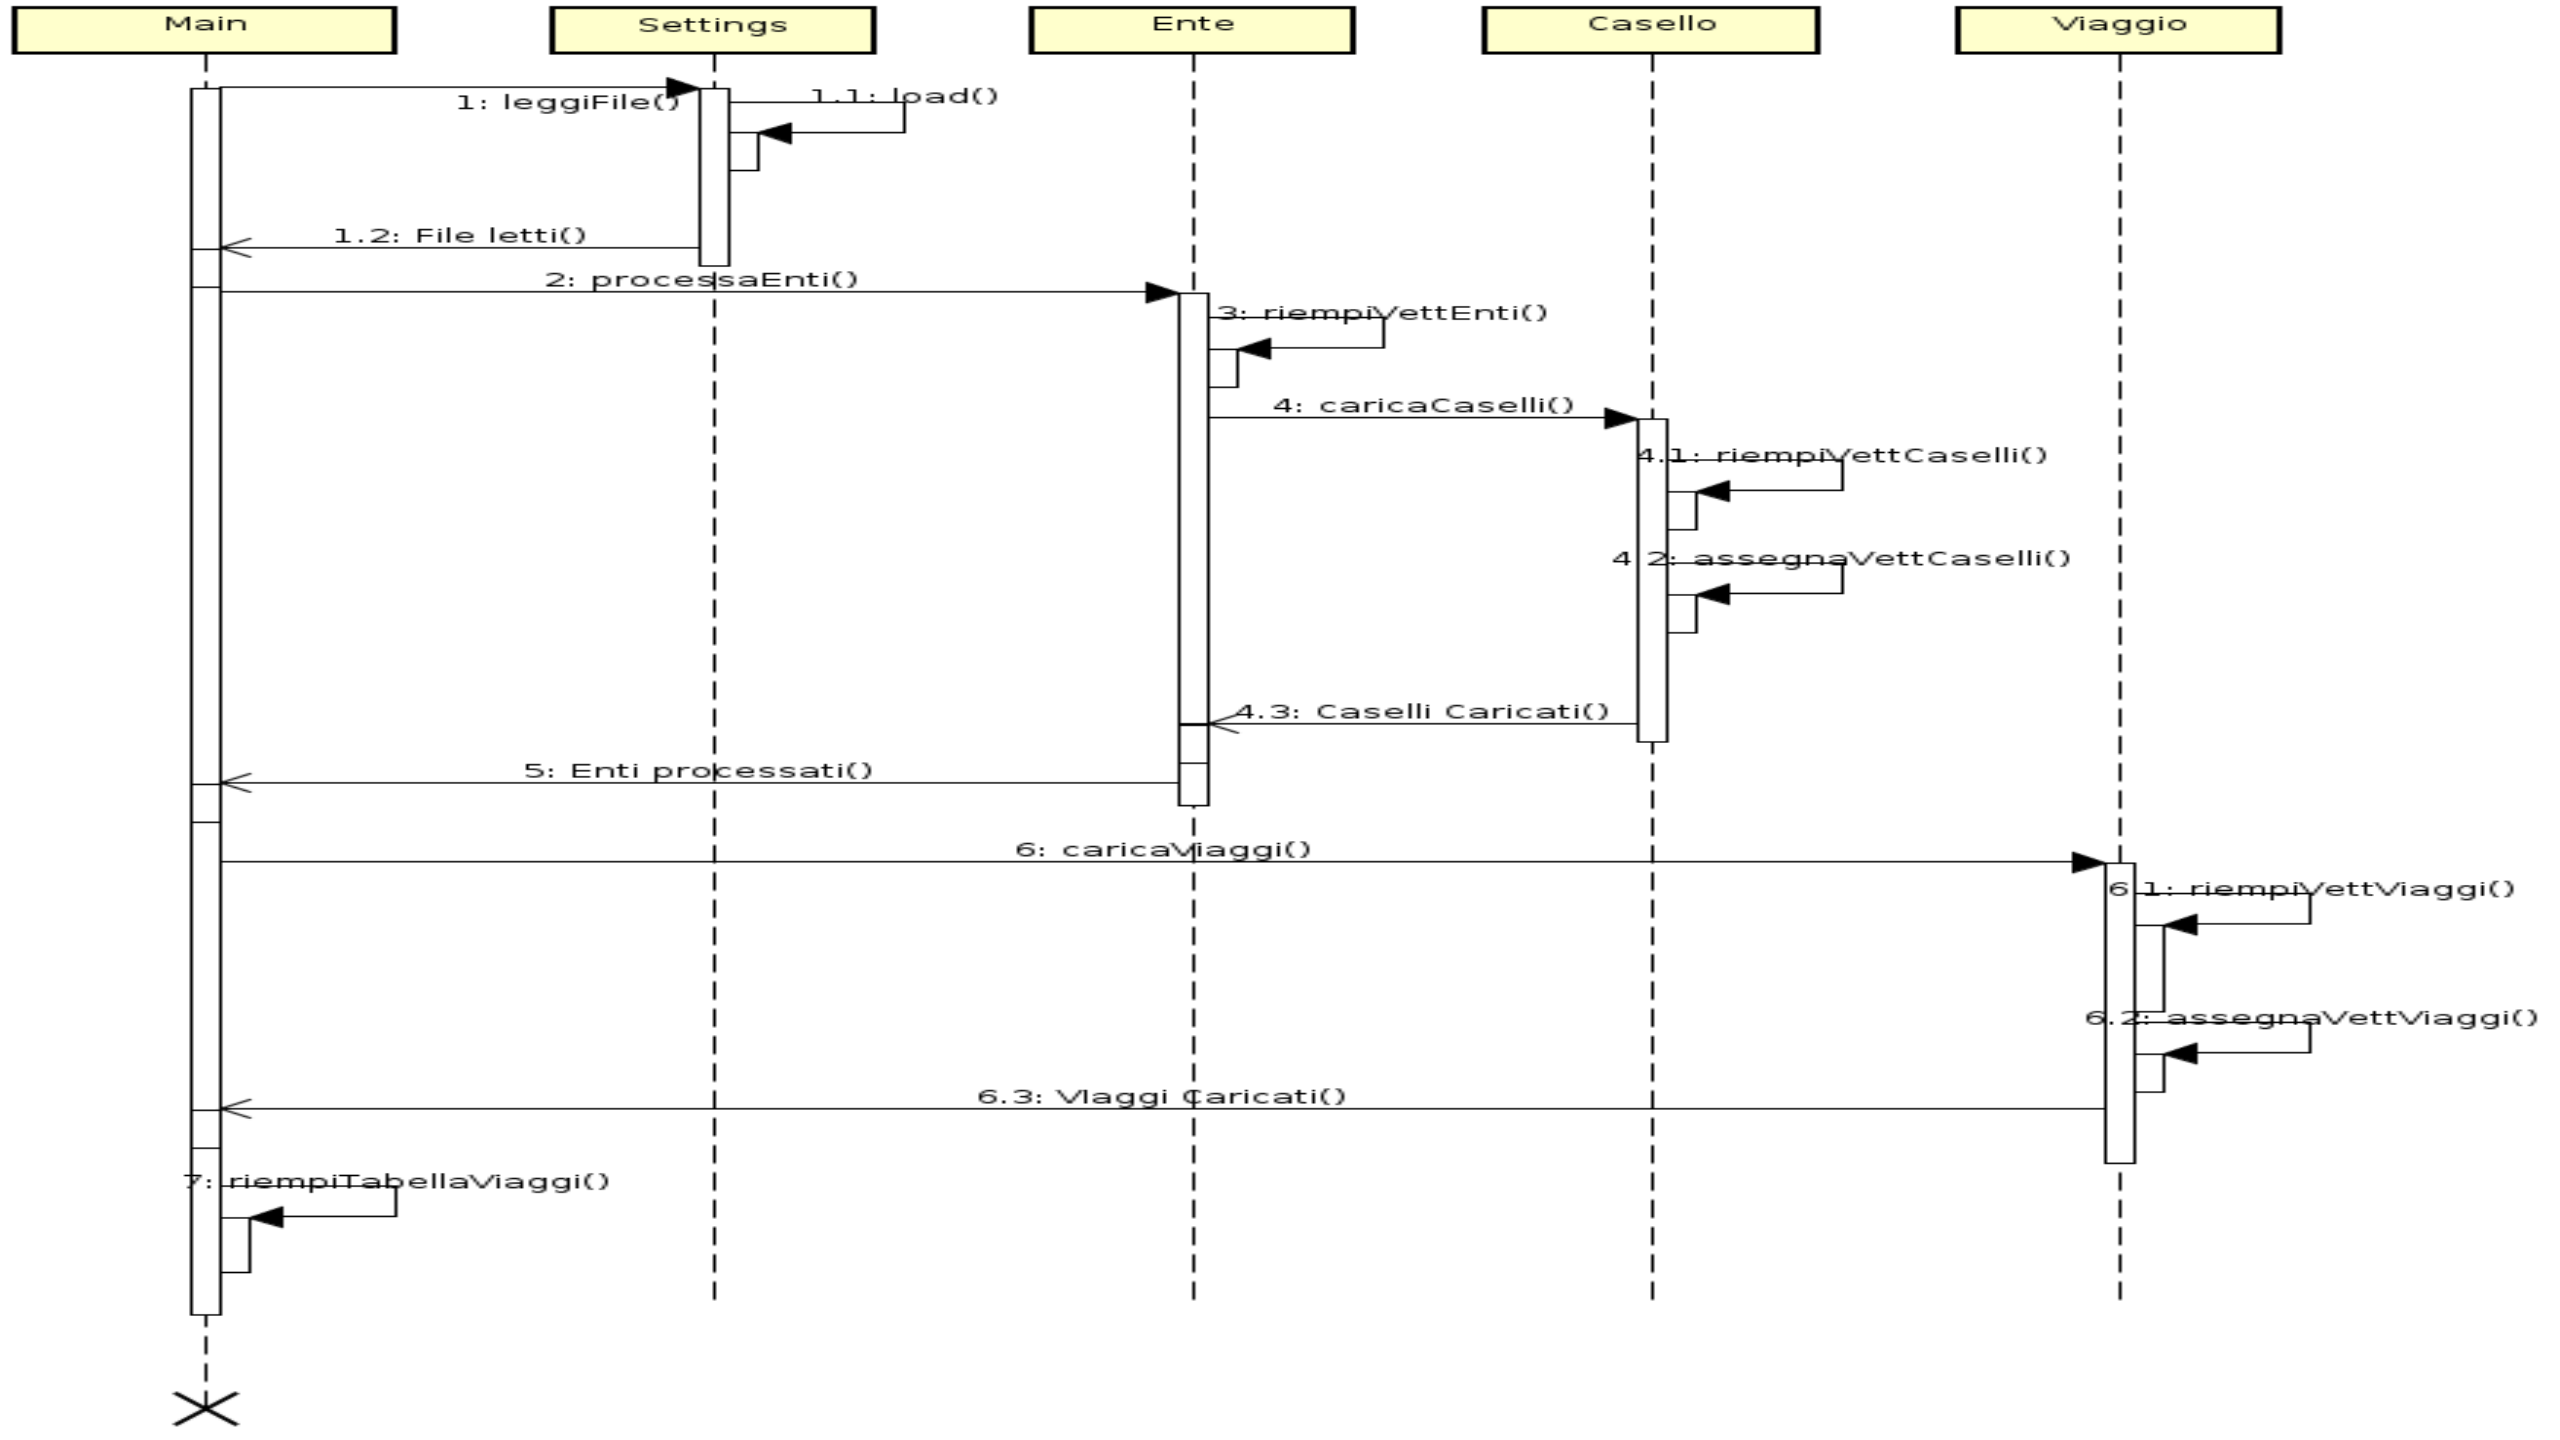 Main
Settings
Ente
Casello
Viaggio
1: leggiFile()
1.1: load()
1.2: File letti()
2: processaEnti()
3: riempiVettEnti()
4: caricaCaselli()
4.1: riempiVettCaselli()
4.2: assegnaVettCaselli()
4.3: Caselli Caricati()
5: Enti processati()
6: caricaViaggi()
6.1: riempiVettViaggi()
6.2: assegnaVettViaggi()
6.3: VIaggi Caricati()
7: riempiTabellaViaggi()